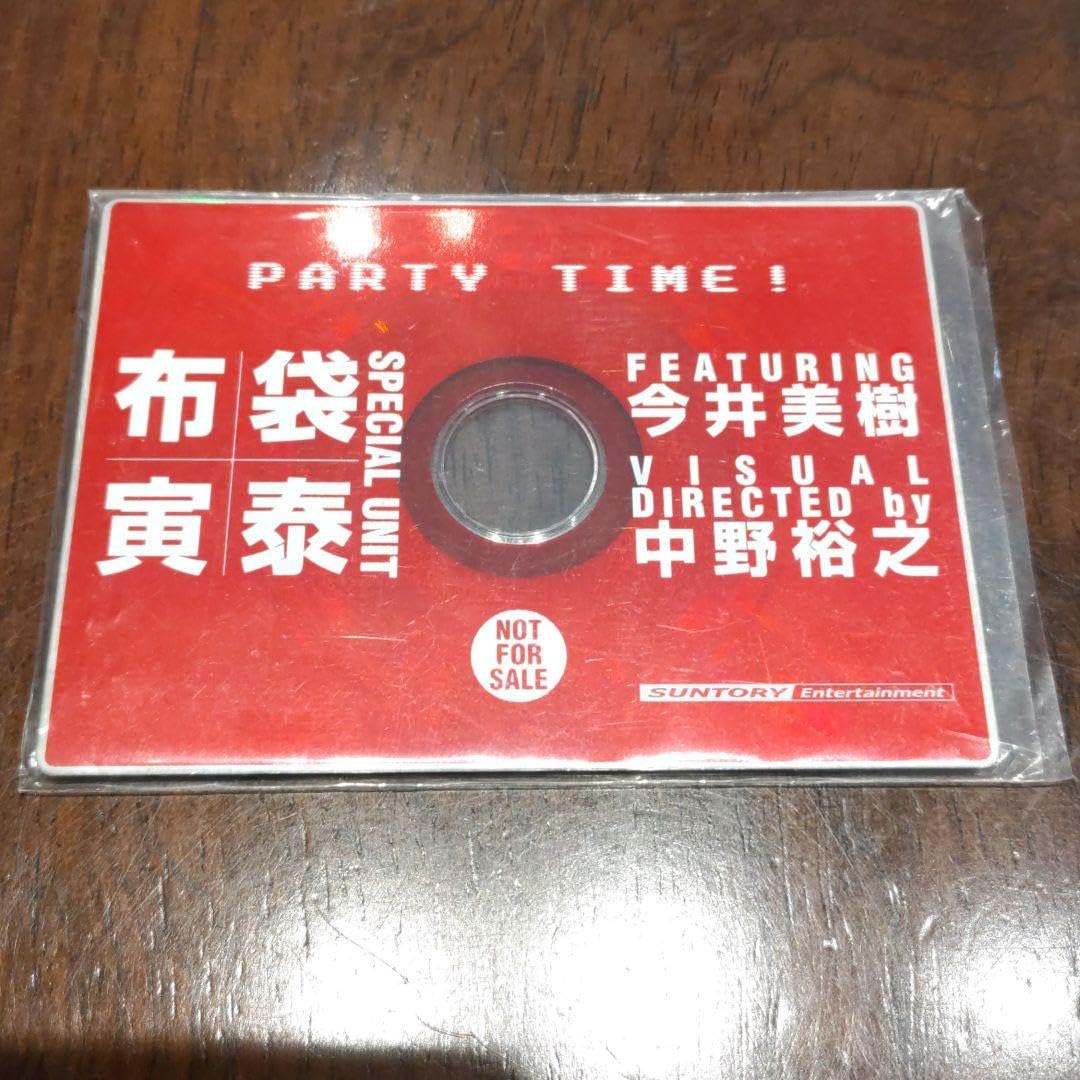 PARTY TIME!
布袋
寅泰
SPECIAL UNIT
FEATURING
今井美樹
VISUAL
DIRECTED by
中野裕之
NOT
FOR
SALE
SUNTORY Entertainment